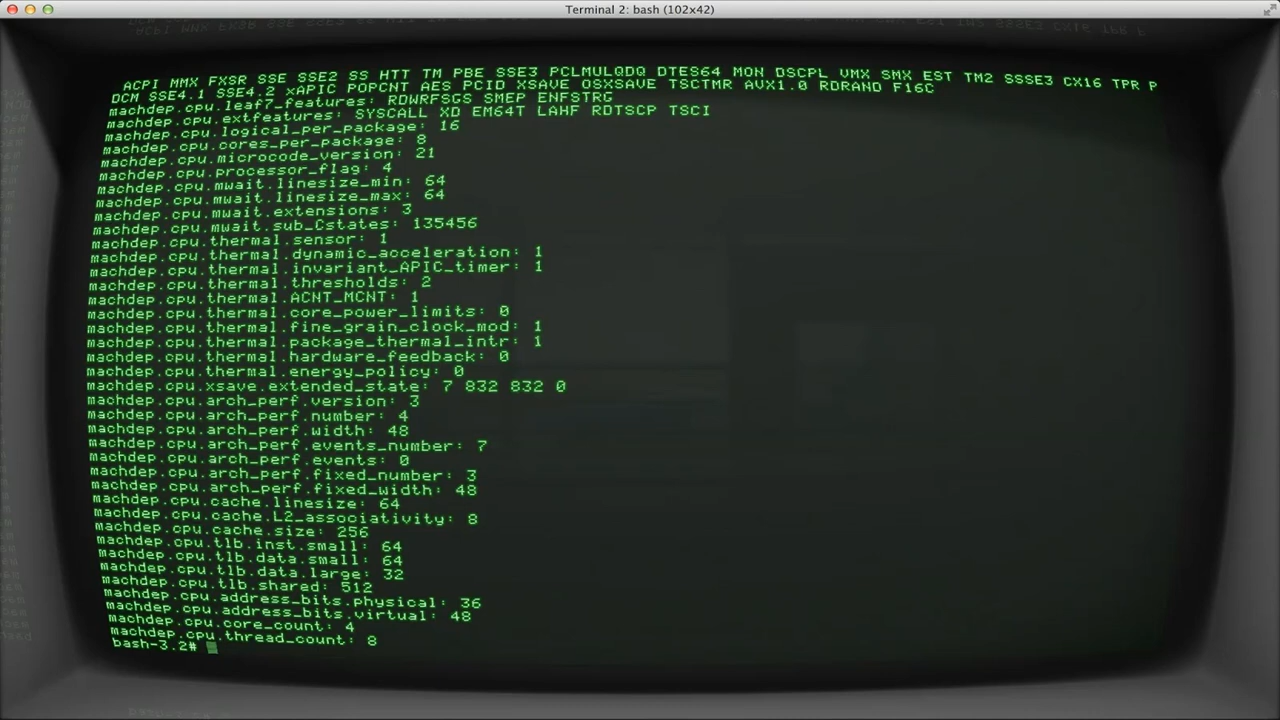 Terminal 2: bash (102x42)
ACPI MMX FXSR SSE SSE2 SS HTT TM PBE SSE3 PCLMULQDQ DTES64 MON DSCPL VMX SMX EST TM2 SSSE3 CX16 TPR P
DCM SSE4.1 SSE4.2 xAPIC POPCNT AES PCID XSAVE OSXSAVE TSCTMR AVX1.0 RDRAND F16C
machdep.cpu.leaf7_features: RDWRFSGS SMEP ENFSTRG
machdep.cpu.extfeatures: SYSCALL XD EM64T LAHF RDTSCP TSCI
machdep.cpu.logical_per_package: 16
machdep.cpu.cores_per_package: 8
machdep.cpu.microcode_version: 21
machdep.cpu.processor_flag: 4
machdep.cpu.mwait.linesize_min: 64
machdep.cpu.mwait.linesize_max: 64
machdep.cpu.mwait.extensions: 3
machdep.cpu.mwait.sub_Cstates: 135456
machdep.cpu.thermal.sensor: 1
machdep.cpu.thermal.dynamic_acceleration: 1
machdep.cpu.thermal.invariant_APIC_timer: 1
machdep.cpu.thermal.thresholds: 2
machdep.cpu.thermal.ACNT_MCNT: 1
machdep.cpu.thermal.core_power_limits: 0
machdep.cpu.thermal.fine_grain_clock_mod: 1
machdep.cpu.thermal.package_thermal_intr: 1
machdep.cpu.thermal.hardware_feedback: 0
machdep.cpu.thermal.energy_policy: 0
machdep.cpu.xsave.extended_state: 7 832 832 0
machdep.cpu.arch_perf.version: 3
machdep.cpu.arch_perf.number: 4
machdep.cpu.arch_perf.width: 48
machdep.cpu.arch_perf.events_number: 7
machdep.cpu.arch_perf.events: 0
machdep.cpu.arch_perf.fixed_number: 3
machdep.cpu.arch_perf.fixed_width: 48
machdep.cpu.cache.linesize: 64
machdep.cpu.cache.L2_associativity: 8
machdep.cpu.cache.size: 256
machdep.cpu.tlb.inst.small: 64
machdep.cpu.tlb.data.small: 64
machdep.cpu.tlb.data.large: 32
machdep.cpu.tlb.shared: 512
machdep.cpu.address_bits.physical: 36
machdep.cpu.address_bits.virtual: 48
machdep.cpu.core_count: 4
machdep.cpu.thread_count: 8
bash-3.2#